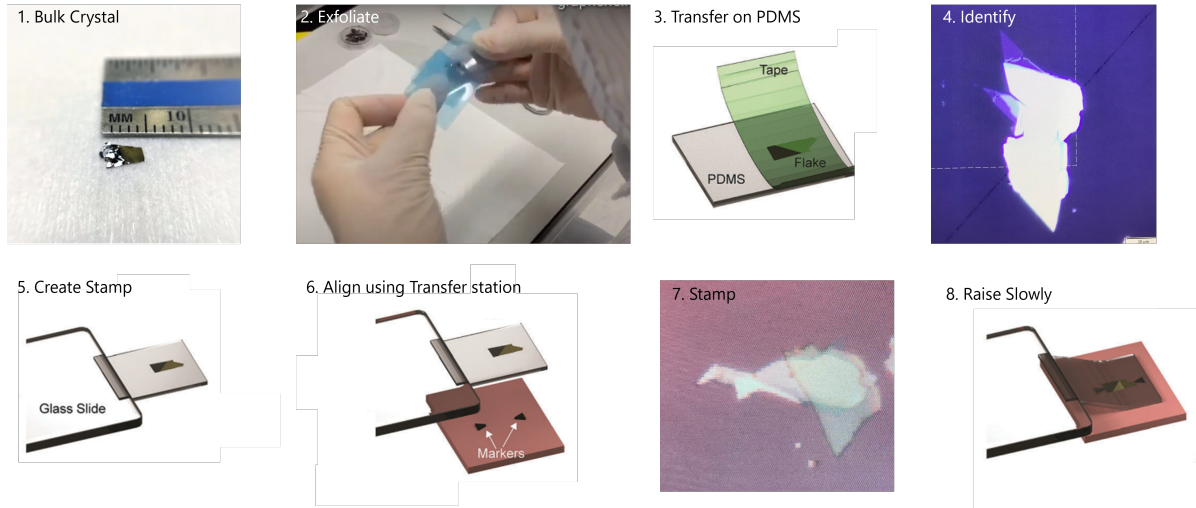 1. Bulk Crystal
MM
10
2. Exfoliate
3. Transfer on PDMS
Tape
Flake
PDMS
4. Identify
5. Create Stamp
Glass Slide
6. Align using Transfer station
Markers
7. Stamp
8. Raise Slowly